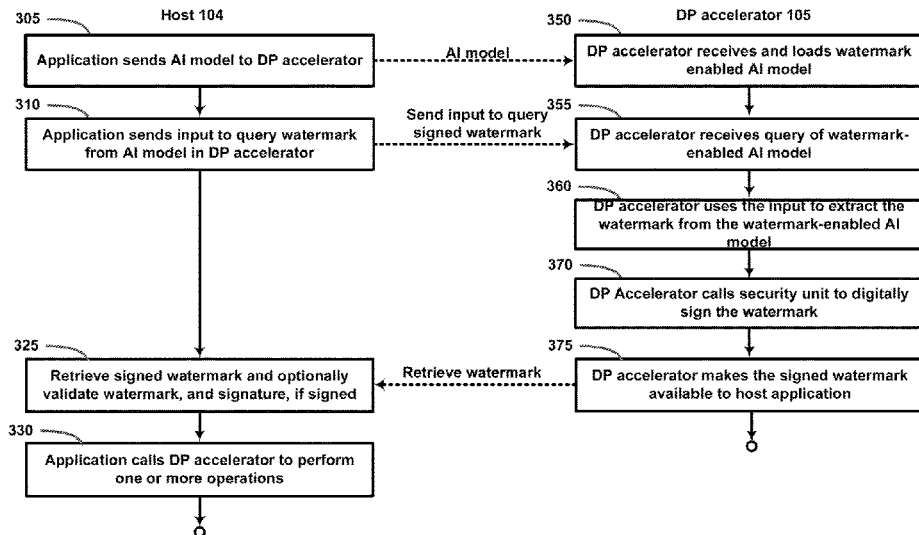 Host 104
DP accelerator 105
305
Application sends AI model to DP accelerator
AI model
350
DP accelerator receives and loads watermark
enabled AI model
310
Application sends input to query watermark
from AI model in DP accelerator
Send input to query
signed watermark
355
DP accelerator receives query of watermark-
enabled AI model
360
DP accelerator uses the input to extract the
watermark from the watermark-enabled AI
model
370
DP Accelerator calls security unit to digitally
sign the watermark
325
Retrieve signed watermark and optionally
validate watermark, and signature, if signed
Retrieve watermark
375
DP accelerator makes the signed watermark
available to host application
330
Application calls DP accelerator to perform
one or more operations